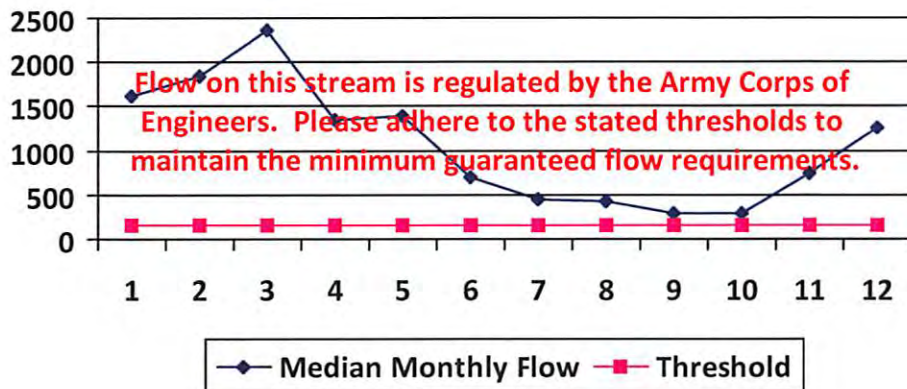 2500
2000
1500
1000
500
0
Flow on this stream is regulated by the Army Corps of
Engineers. Please adhere to the stated thresholds to
maintain the minimum guaranteed flow requirements.
1 2 3 4 5 6 7 8 9 10 11 12
Median Monthly Flow Threshold